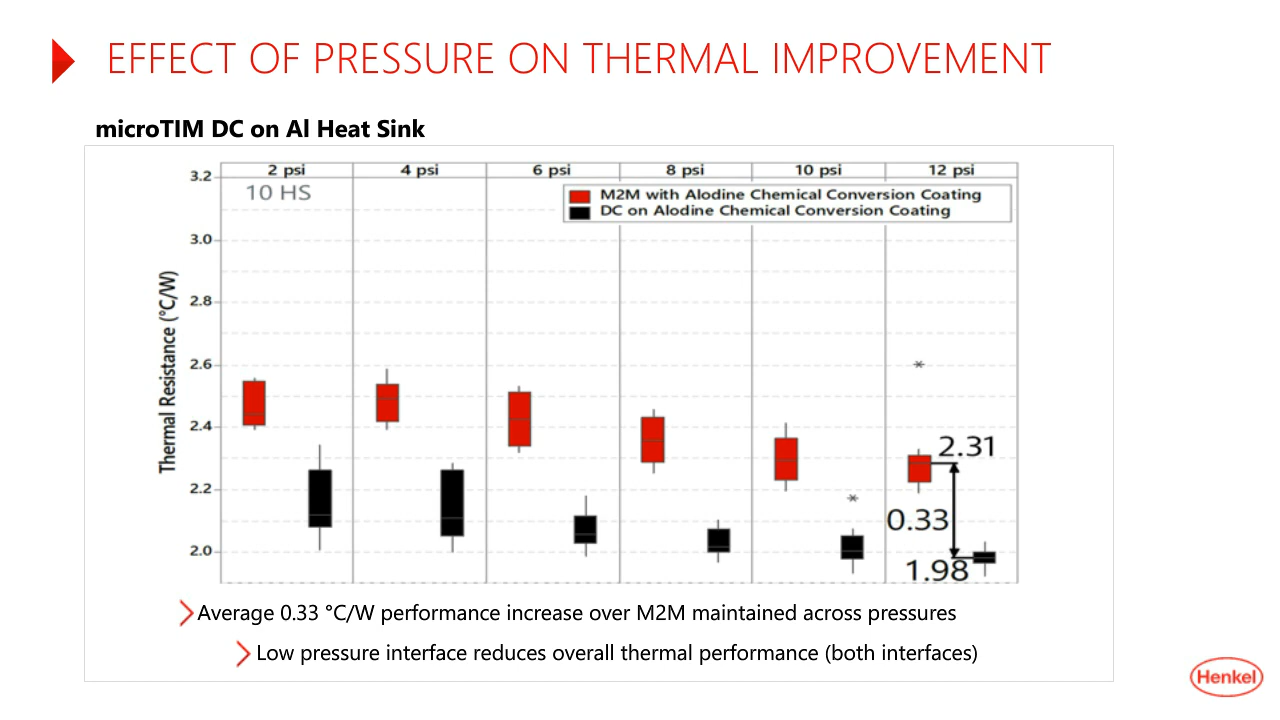 EFFECT OF PRESSURE ON THERMAL IMPROVEMENT
microTIM DC on Al Heat Sink
2 psi 4 psi 6 psi 8 psi 10 psi 12 psi
3.2
10 HS
M2M with Alodine Chemical Conversion Coating
DC on Alodine Chemical Conversion Coating
3.0
2.8
2.6
2.4
2.2
2.0
Thermal Resistance (°C/W)
2.31
0.33
1.98
Average 0.33 °C/W performance increase over M2M maintained across pressures
Low pressure interface reduces overall thermal performance (both interfaces)
Henkel